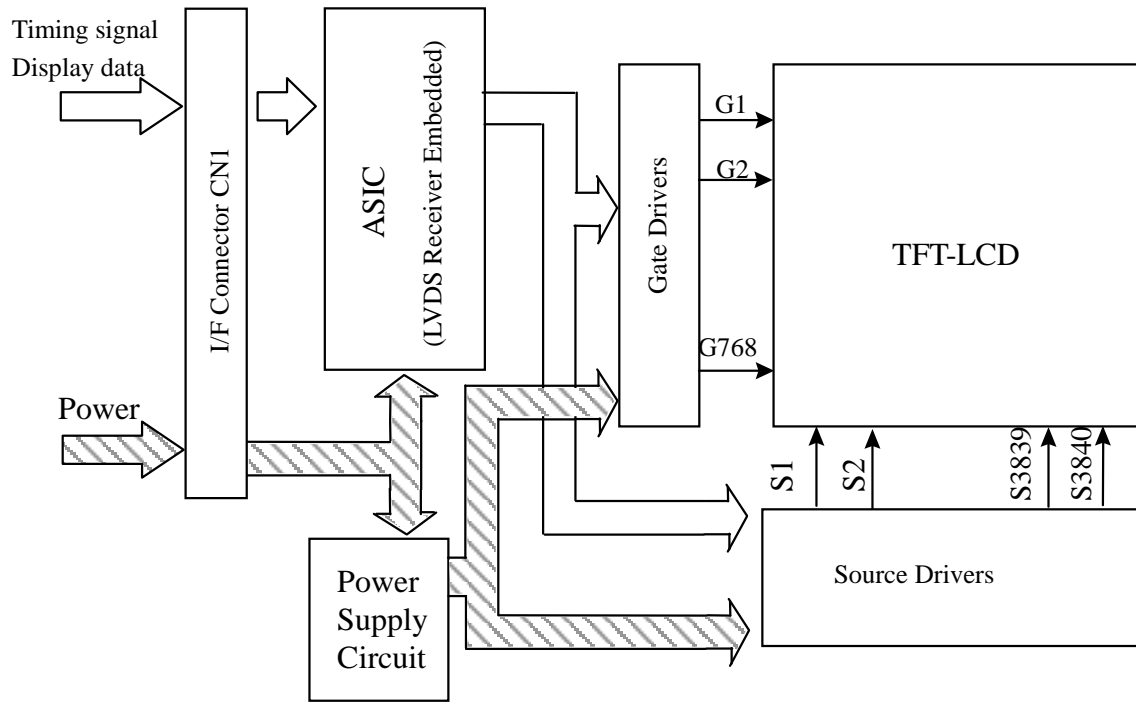 Timing signal
Display data
Power
I/F Connector CN1
ASIC
(LVDS Receiver Embedded)
Power
Supply
Circuit
Gate Drivers
G1
G2
G768
TFT-LCD
S1
S2
S3839
S3840
Source Drivers